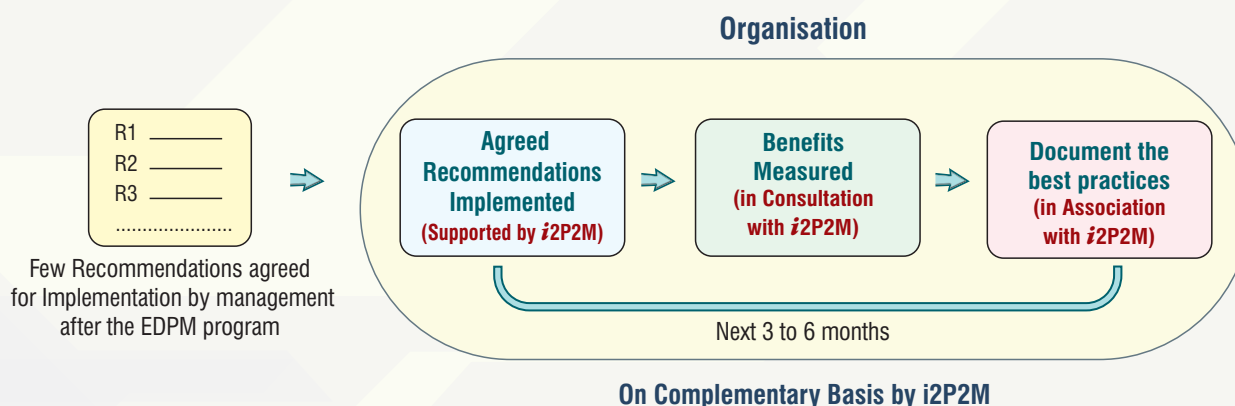 Organisation
R1
R2
R3
......................
Few Recommendations agreed
for Implementation by management
after the EDPM program
Agreed
Recommendations
Implemented
(Supported by i2P2M)
Benefits
Measured
(in Consultation
with i2P2M)
Document the
best practices
(in Association
with i2P2M)
Next 3 to 6 months
On Complementary Basis by i2P2M